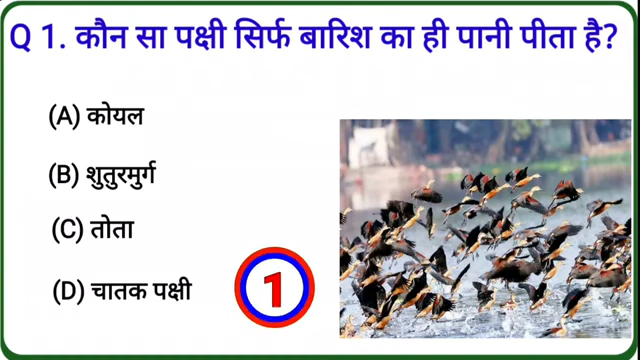 Q 1. कौन सा पक्षी सिर्फ बारिश का ही पानी पीता है?
(A) कोयल
(B) शुतुरमुर्ग
(C) तोता
(D) चातक पक्षी
1